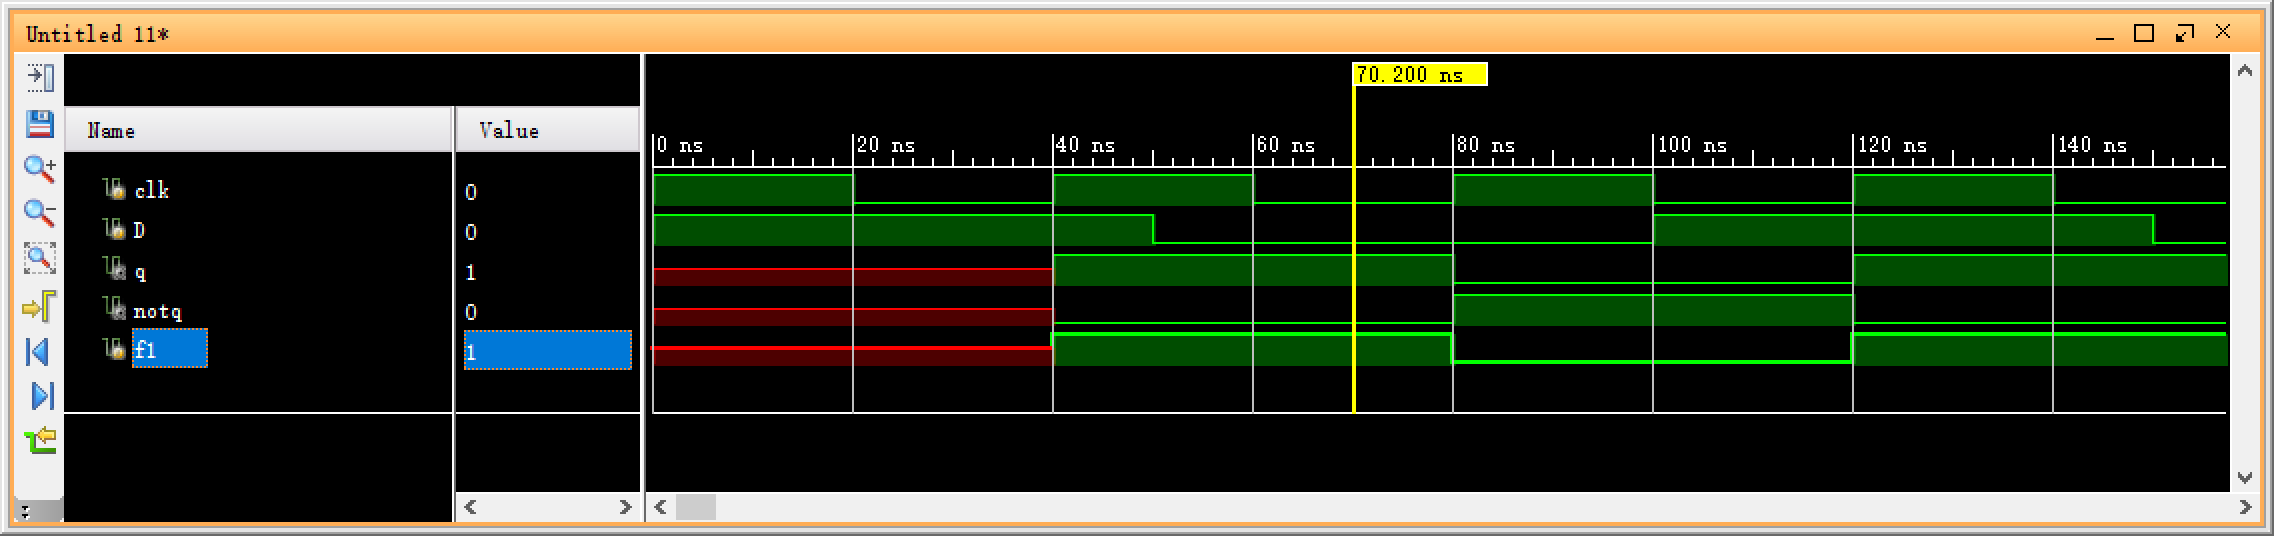 Untitled 11*
70.200 ns
Name Value
0 ns 20 ns 40 ns 60 ns 80 ns 100 ns 120 ns 140 ns
clk 0
D 0
q 1
notq 0
f1 1